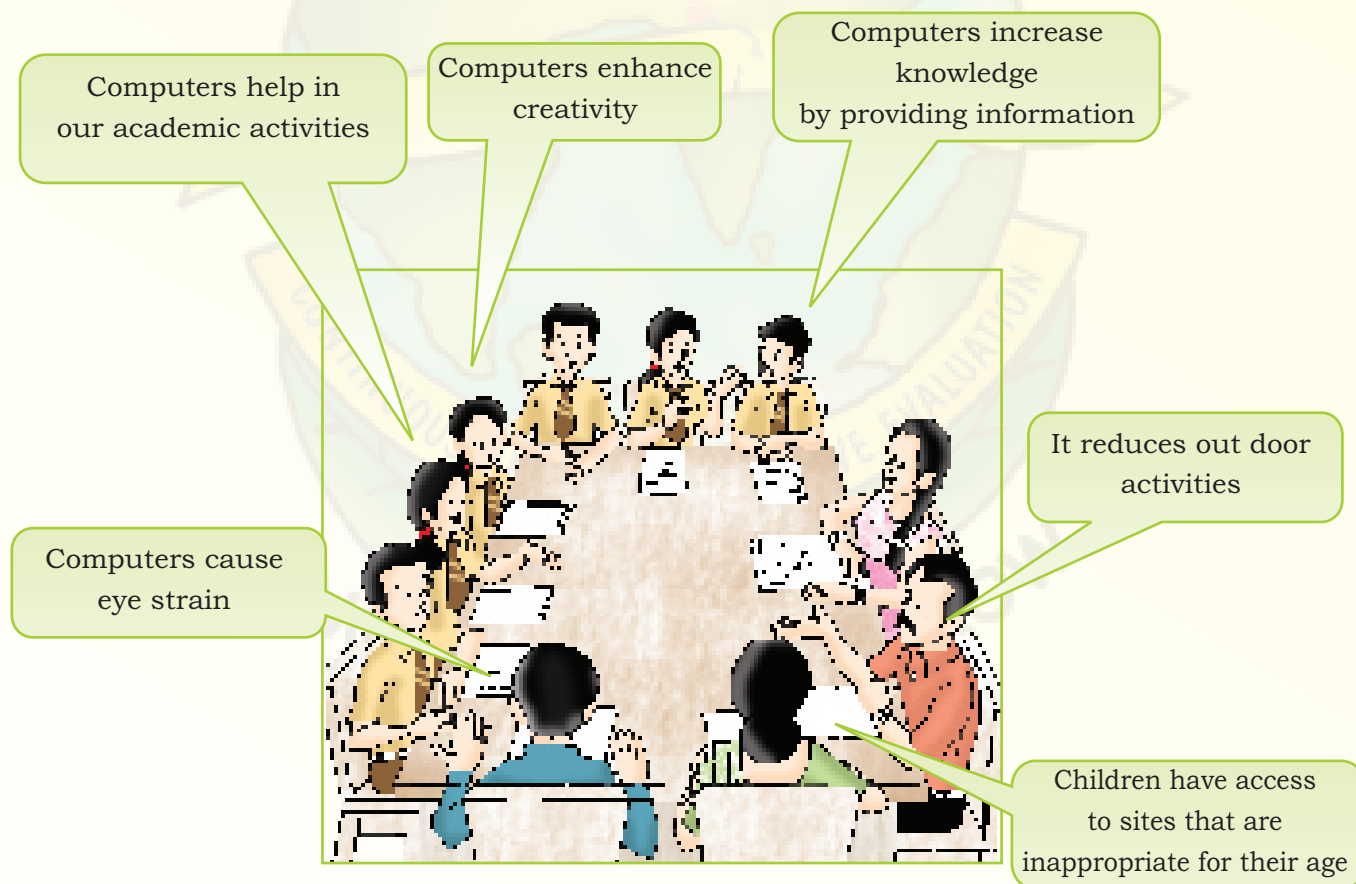 Computers help in
our academic activities
Computers enhance
creativity
Computers increase
knowledge
by providing information
It reduces out door
activities
Computers cause
eye strain
Children have access
to sites that are
inappropriate for their age
EVALUATION